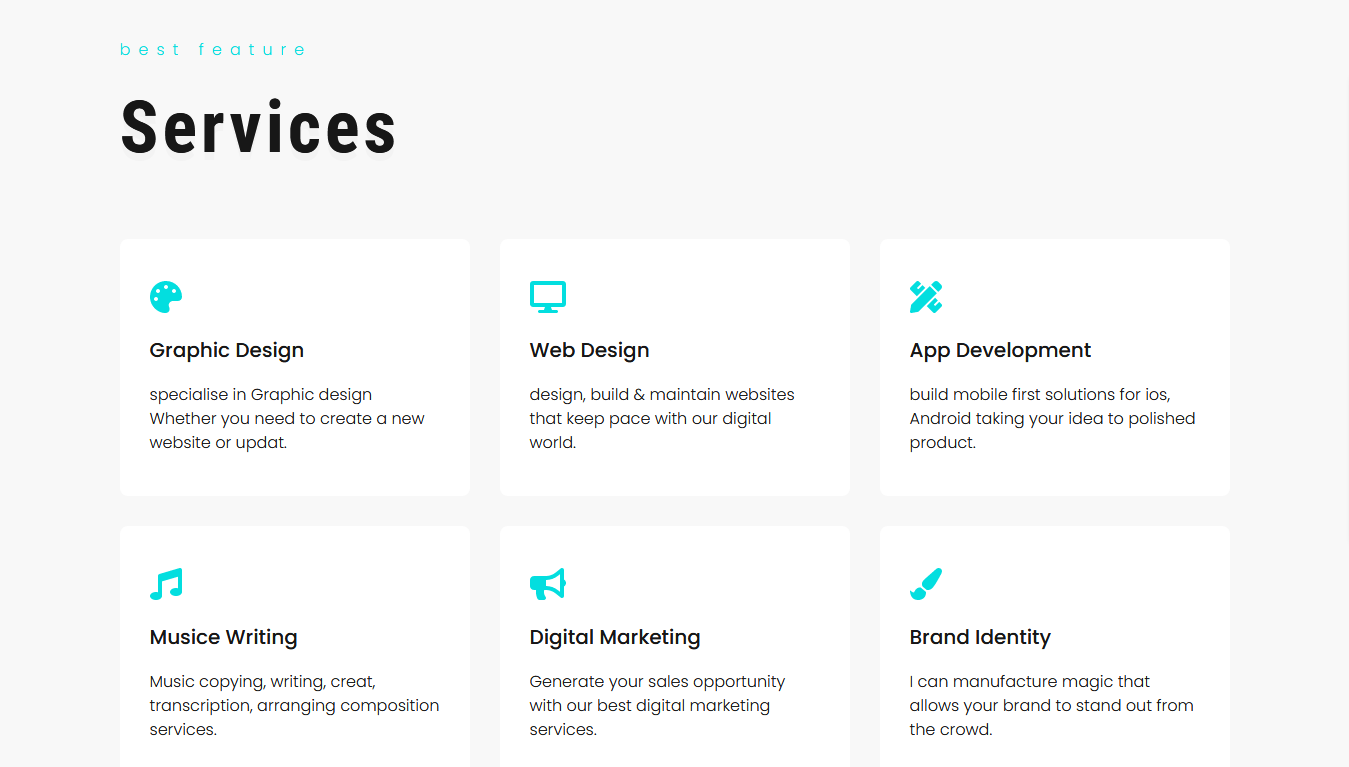 best feature
Services
Graphic Design
specialise in Graphic design
Whether you need to create a new
website or updat.
Web Design
design, build & maintain websites
that keep pace with our digital
world.
App Development
build mobile first solutions for ios,
Android taking your idea to polished
product.
Musice Writing
Music copying, writing, creat,
transcription, arranging composition
services.
Digital Marketing
Generate your sales opportunity
with our best digital marketing
services.
Brand Identity
I can manufacture magic that
allows your brand to stand out from
the crowd.